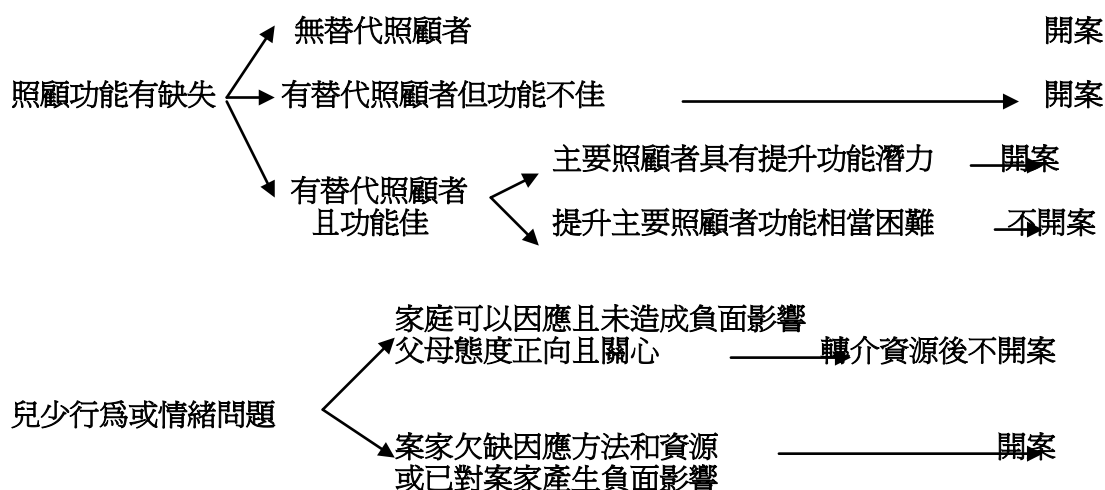 無替代照顧者 開案
照顧功能有缺失 有替代照顧者但功能不佳 開案
主要照顧者具有提升功能潛力 開案
有替代照顧者
且功能佳
提升主要照顧者功能相當困難 不開案
家庭可以因應且未造成負面影響
父母態度正向且關心 轉介資源後不開案
兒少行為或情緒問題
案家欠缺因應方法和資源 開案
或已對案家產生負面影響